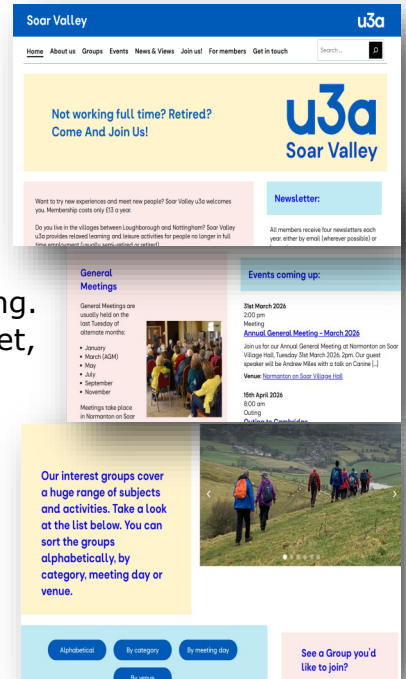 Soar Valley
u3a
Home About us Groups Events News & Views Join us! For members Get in touch
Search ...
Not working full time? Retired?
Come And Join Us!
u3a
Soar Valley
Want to try new experiences and meet new people? Soar Valley u3a welcomes
you. Membership costs only £13 a year.
Do you live in the villages between Loughborough and Nottingham? Soar Valley
u3a provides relaxed learning and leisure activities for people no longer in full
time employment (usually semi-retired or retired)
Newsletter:
All members receive four newsletters each
year, either by email (wherever possible) or
ng.
et,
General
Meetings
General Meetings are
usually held on the
last Tuesday of
alternate months:
• January
• March (AGM)
• May
• July
• September
• November
Meetings take place
in Normanton on Soar
Events coming up:
31st March 2026
2:00 pm
Meeting
Annual General Meeting – March 2026
Join us for our Annual General Meeting at Normanton on Soar
Village Hall, Tuesday 31st March 2026, 2pm. Our guest
speaker will be Andrew Miles with a talk on Canine [...]
Venue: Normanton on Soar Village Hall
15th April 2026
8:00 am
Outing
Outing to Cambridge
Our interest groups cover
a huge range of subjects
and activities. Take a look
at the list below. You can
sort the groups
alphabetically, by
category, meeting day or
venue.
Alphabetical
By category
By meeting day
By venue
See a Group you'd
like to join?